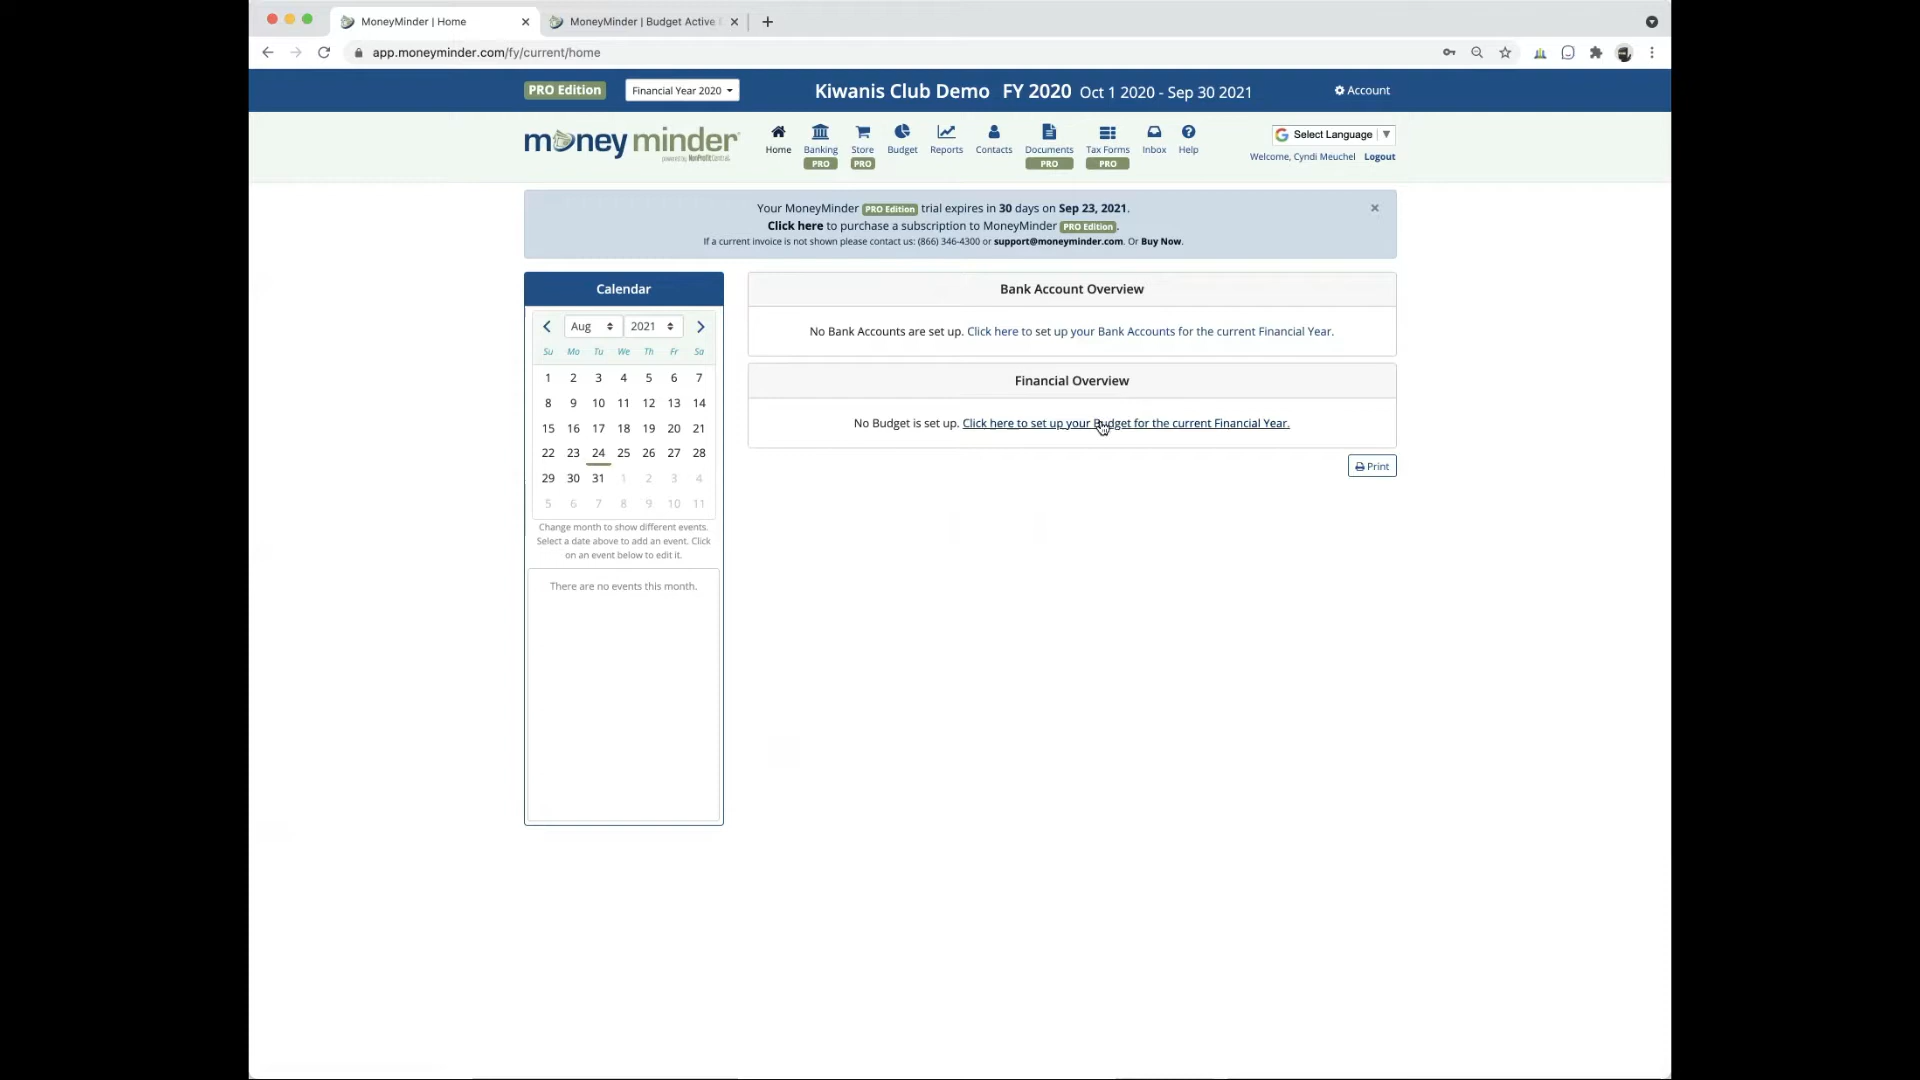 MoneyMinder | Home
MoneyMinder | Budget Active
app.moneyminder.com/fy/current/home
PRO Edition
Financial Year 2020
Kiwanis Club Demo FY 2020 Oct 1 2020 - Sep 30 2021
Account
money minder
powered by NonProfit Central
Home
Banking
PRO
Store
PRO
Budget
Reports
Contacts
Documents
PRO
Tax Forms
PRO
Inbox
Help
Select Language
Welcome, Cyndi Meuchel Logout
Your MoneyMinder PRO Edition trial expires in 30 days on Sep 23, 2021.
Click here to purchase a subscription to MoneyMinder PRO Edition.
If a current invoice is not shown please contact us: (866) 346-4300 or support@moneyminder.com. Or Buy Now.
Calendar
Aug 2021
Su Mo Tu We Th Fr Sa
1 2 3 4 5 6 7
8 9 10 11 12 13 14
15 16 17 18 19 20 21
22 23 24 25 26 27 28
29 30 31 1 2 3 4
5 6 7 8 9 10 11
Change month to show different events.
Select a date above to add an event. Click
on an event below to edit it.
There are no events this month.
Bank Account Overview
No Bank Accounts are set up. Click here to set up your Bank Accounts for the current Financial Year.
Financial Overview
No Budget is set up. Click here to set up your Budget for the current Financial Year.
Print